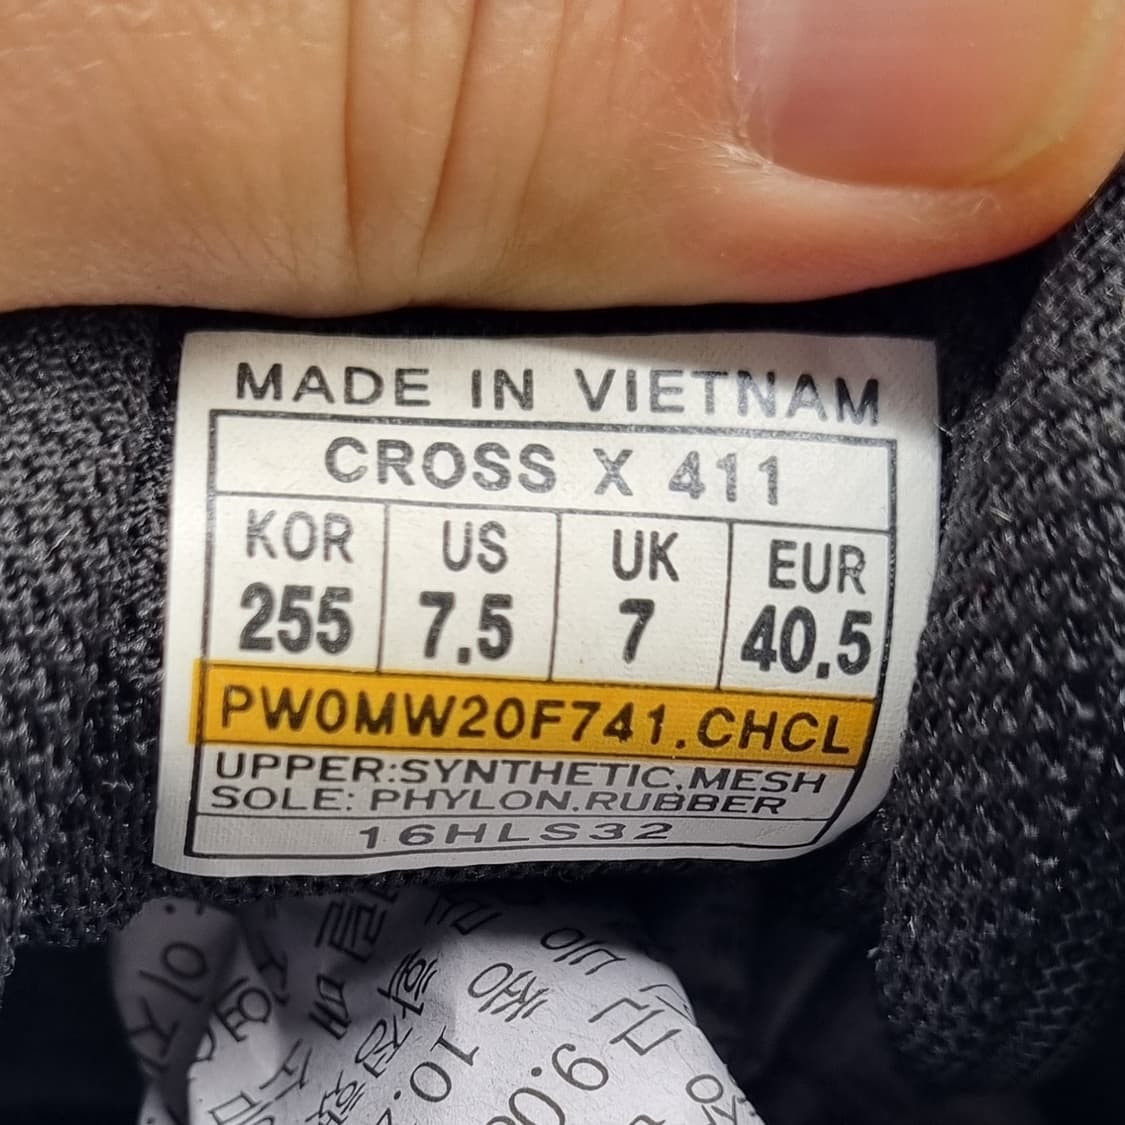 MADE IN VIETNAM
CROSS X 411
KOR US UK EUR
255 7.5 7 40.5
PW0MW20F741.CHCL
UPPER:SYNTHETIC,MESH
SOLE: PHYLON,RUBBER
16HLS32